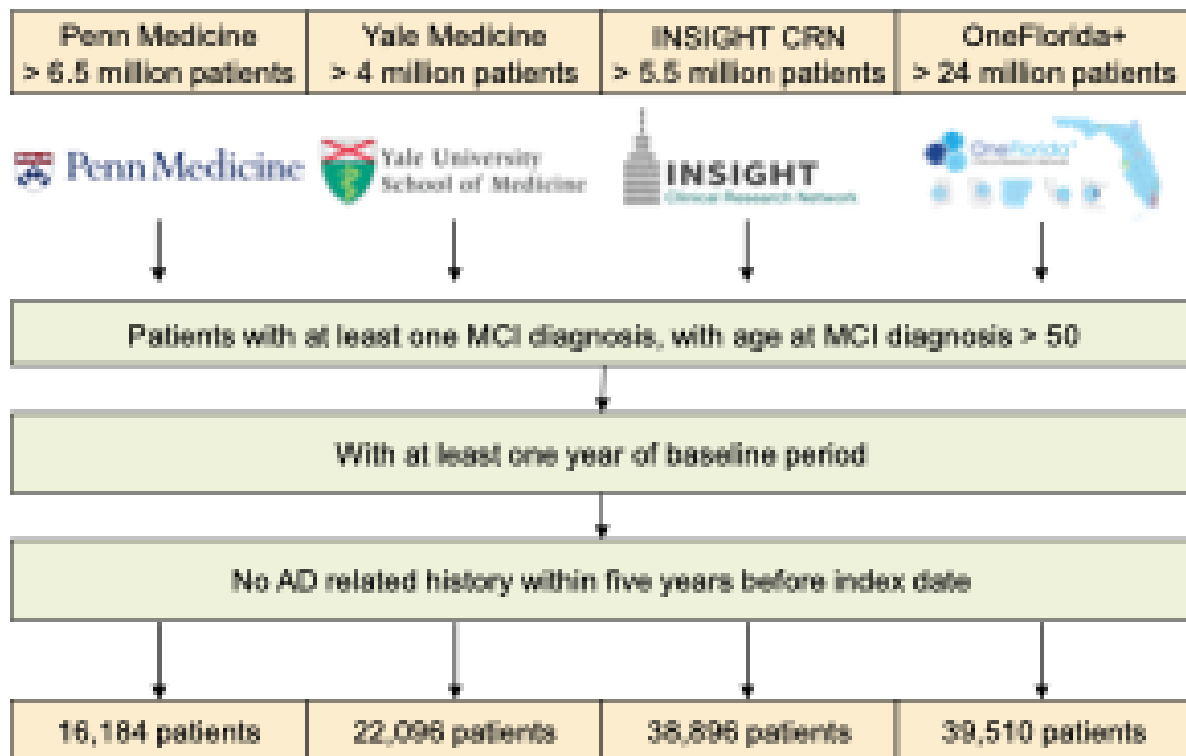 Penn Medicine
> 6.5 million patients
Yale Medicine
> 4 million patients
INSIGHT CRN
> 5.5 million patients
OneFlorida+
> 24 million patients
Penn Medicine
Yale University
School of Medicine
INSIGHT
Clinical Research Network
OneFlorida+
Patients with at least one MCI diagnosis, with age at MCI diagnosis > 50
With at least one year of baseline period
No AD related history within five years before index date
16,184 patients
22,096 patients
38,896 patients
39,510 patients